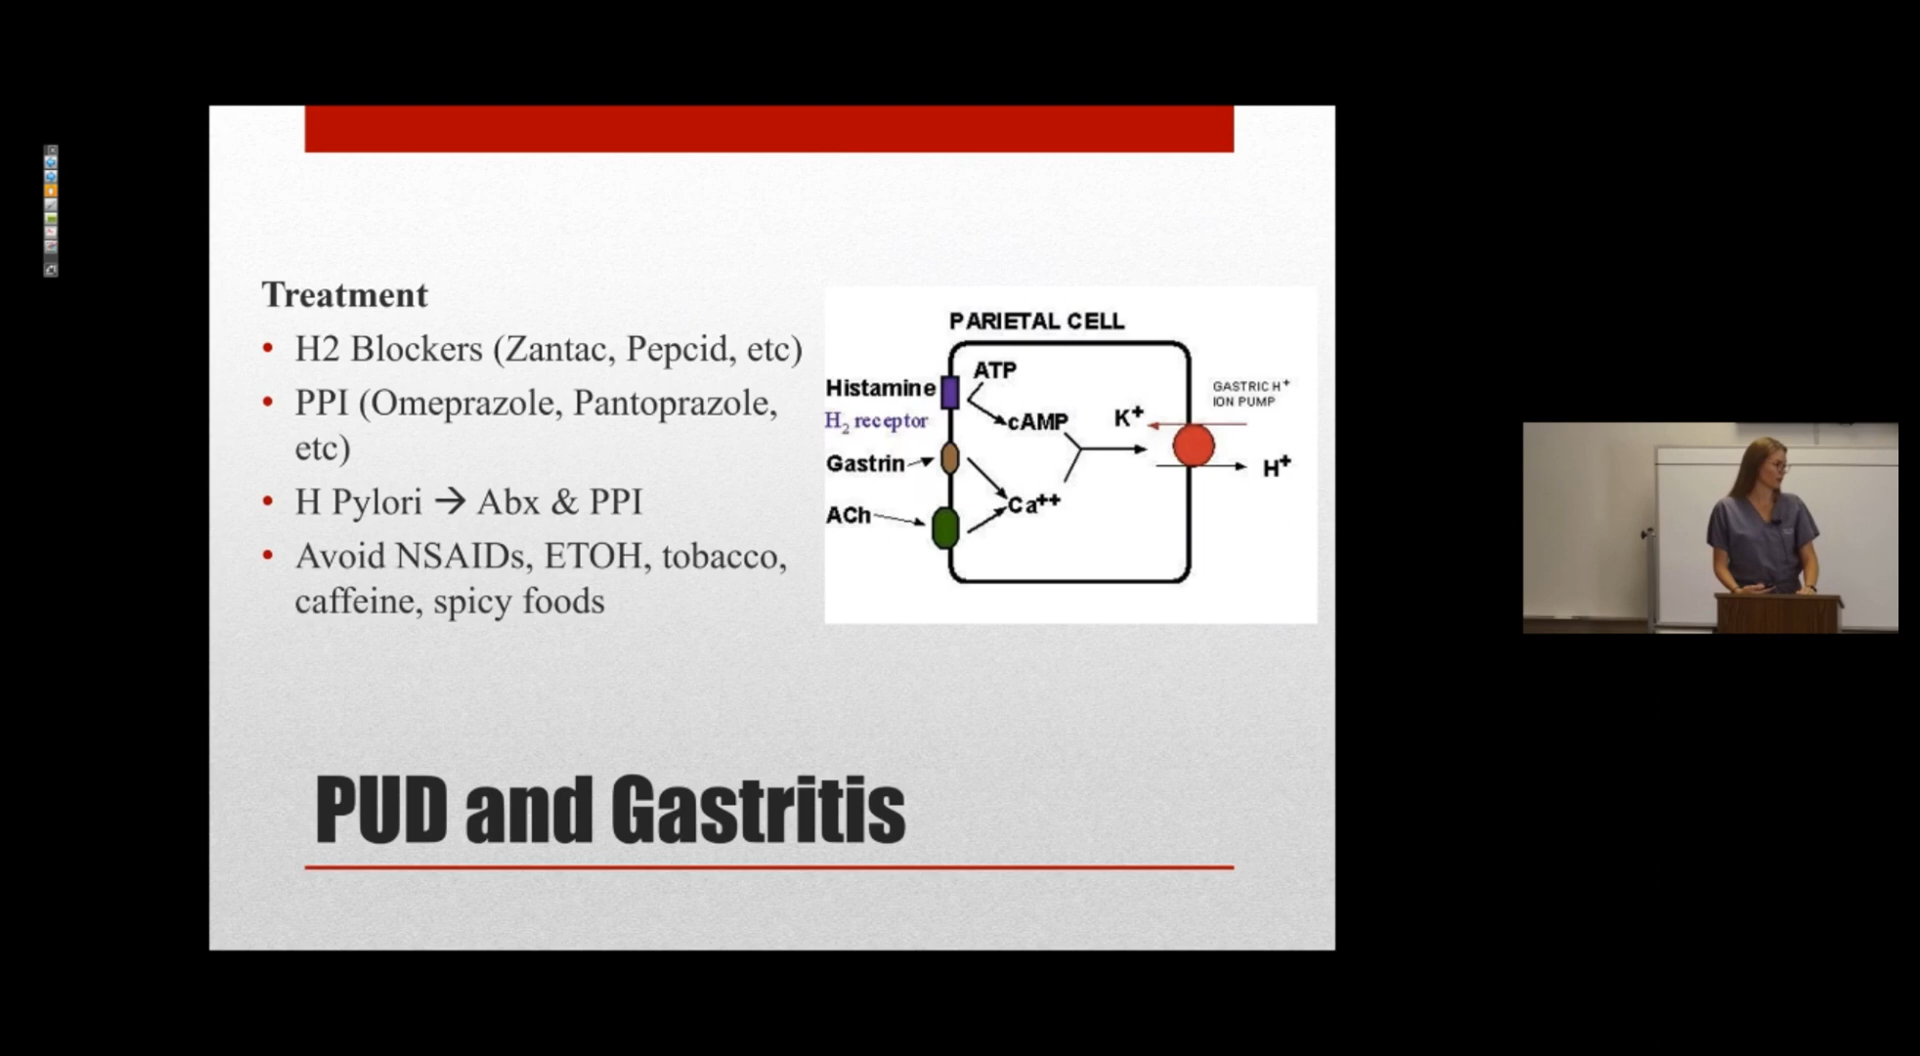 Treatment
• H2 Blockers (Zantac, Pepcid, etc)
• PPI (Omeprazole, Pantoprazole,
etc)
• H Pylori → Abx & PPI
• Avoid NSAIDs, ETOH, tobacco,
caffeine, spicy foods
PARIETAL CELL
ATP
Histamine
H₂ receptor
cAMP
K⁺
GASTRIC H⁺
ION PUMP
Gastrin
H⁺
Ca⁺⁺
ACh
PUD and Gastritis